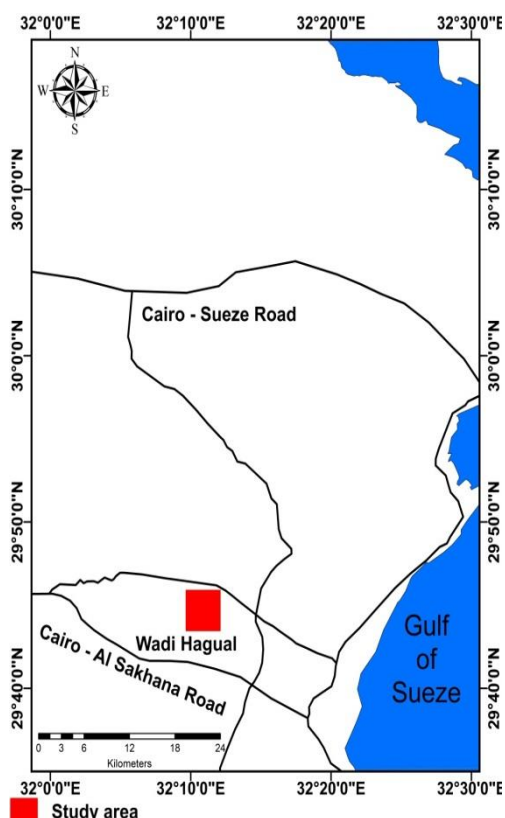 32°0'0"E 32°10'0"E 32°20'0"E 32°30'0"E
N
W E
S
30°10'0"N 30°10'0"N
Cairo - Sueze Road
30°0'0"N 30°0'0"N
29°50'0"N 29°50'0"N
Wadi Hagual
Cairo - Al Sakhana Road
Gulf
of
Sueze
29°40'0"N 29°40'0"N
0 3 6 12 18 24
Kilometers
32°0'0"E 32°10'0"E 32°20'0"E 32°30'0"E
Study area